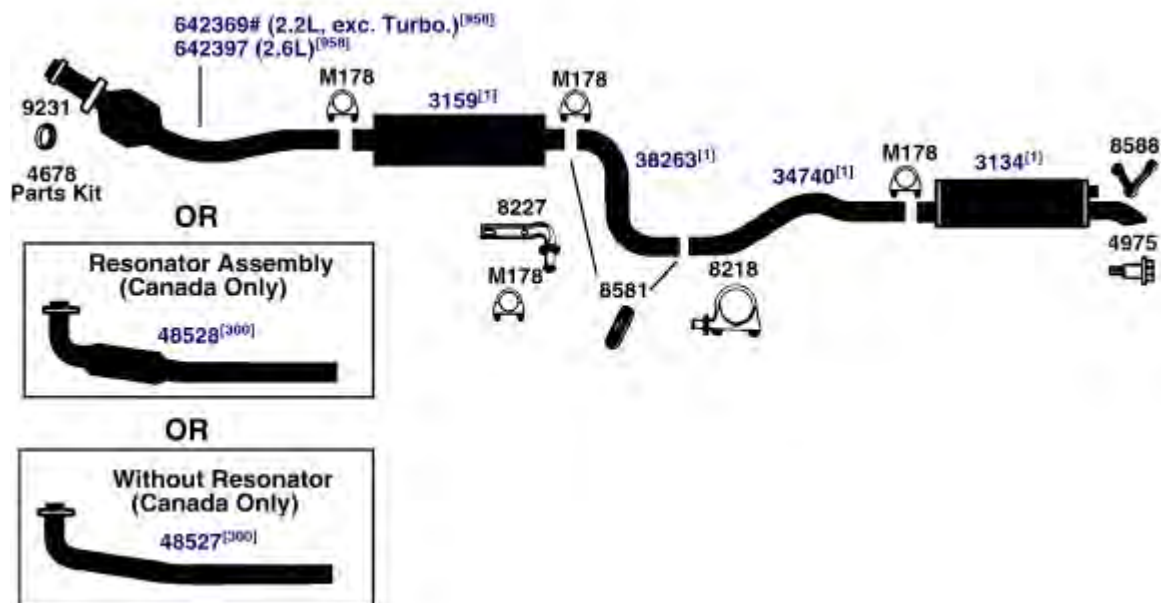 642369# (2.2L, exc. Turbo.)[958]
642397 (2.6L)[958]
9231
4678
Parts Kit
M178
3159[1]
M178
38263[1]
34740[1]
M178
3134[1]
8588
4975
8227
M178
8581
8218
OR
Resonator Assembly
(Canada Only)
48528[300]
OR
Without Resonator
(Canada Only)
48527[300]